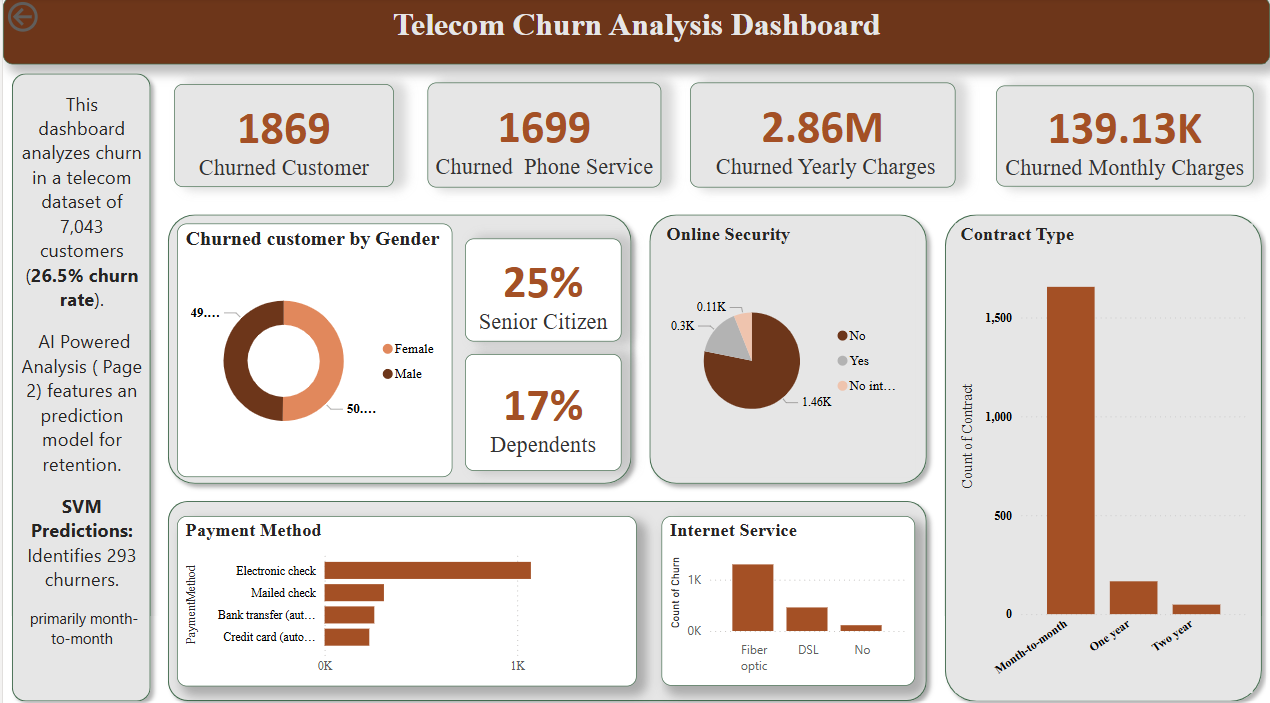 Telecom Churn Analysis Dashboard
This
dashboard
analyzes churn
in a telecom
dataset of
7,043
customers
(26.5% churn
rate).
AI Powered
Analysis ( Page
2) features an
prediction
model for
retention.
SVM
Predictions:
Identifies 293
churners.
primarily month-
to-month
1869
Churned Customer
1699
Churned  Phone Service
2.86M
Churned Yearly Charges
139.13K
Churned Monthly Charges
Churned customer by Gender
49....
50....
Female
Male
25%
Senior Citizen
17%
Dependents
Online Security
0.11K
0.3K
1.46K
No
Yes
No int...
Contract Type
Count of Contract
1,500
1,000
500
0
Month-to-month
One year
Two year
Payment Method
PaymentMethod
Electronic check
Mailed check
Bank transfer (aut...
Credit card (auto...
0K
1K
Internet Service
Count of Churn
1K
0K
Fiber
optic
DSL
No